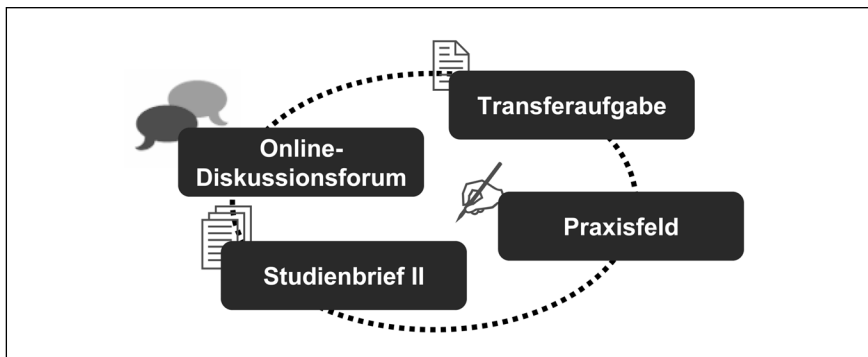 Transferaufgabe
Online-
Diskussionsforum
Praxisfeld
Studienbrief II